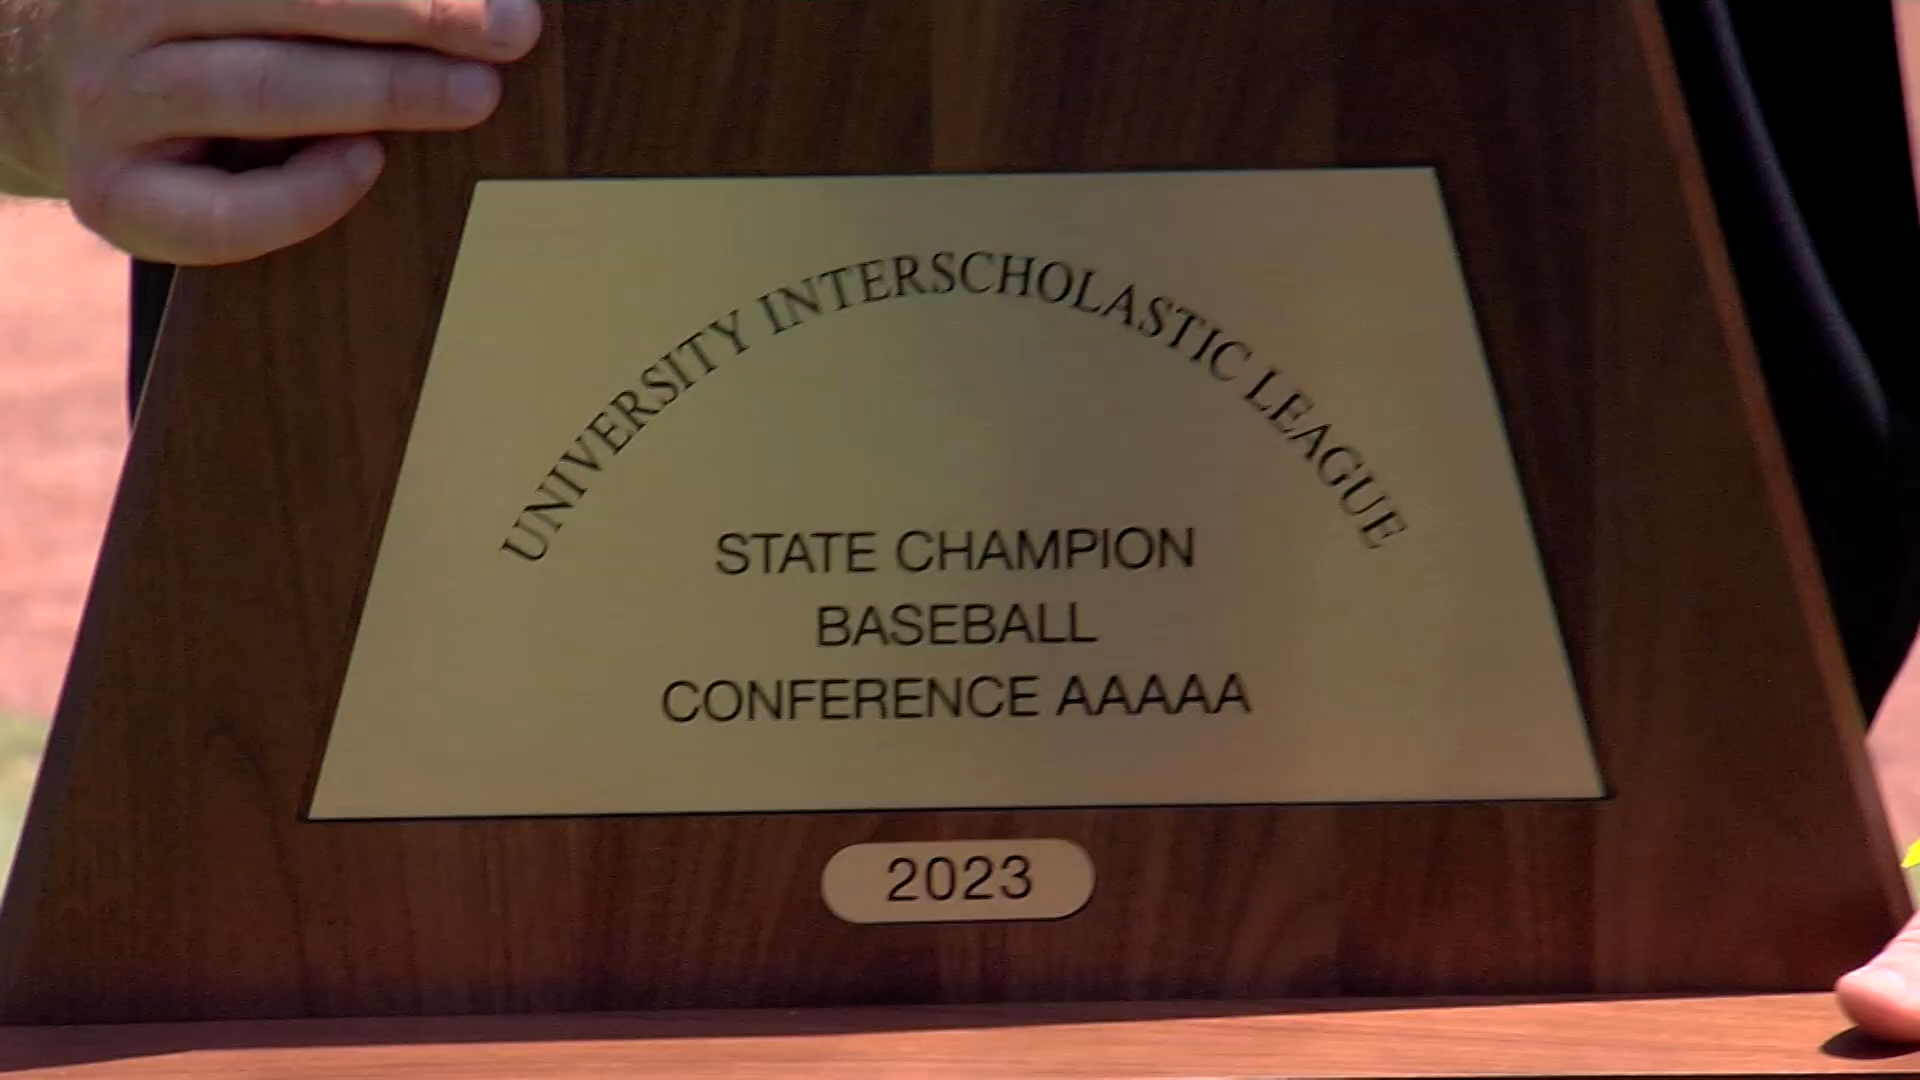 UNIVERSITY INTERSCHOLASTIC LEAGUE
STATE CHAMPION
BASEBALL
CONFERENCE AAAAA
2023